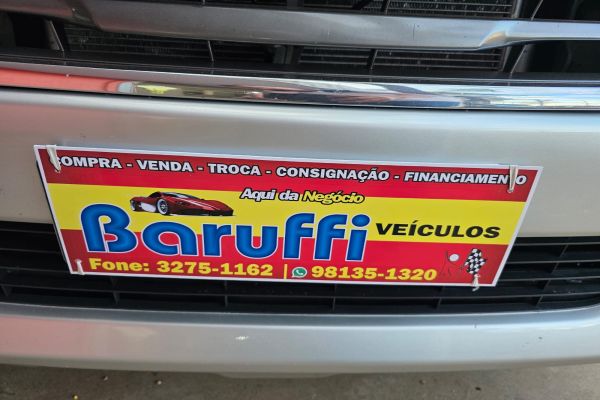 COMPRA - VENDA - TROCA - CONSIGNAÇÃO - FINANCIAMENTO
Aqui da Negócio
Baruffi VEÍCULOS
Fone: 3275-1162 | 98135-1320